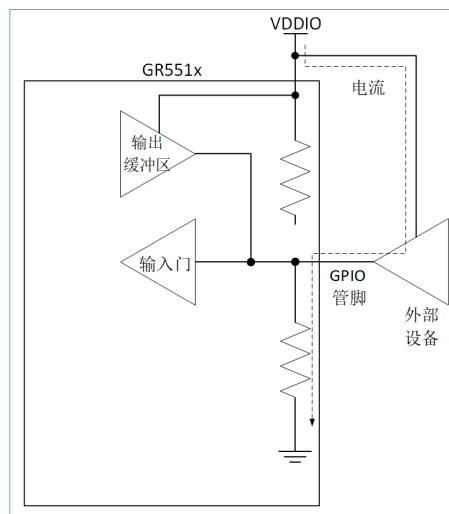 VDDIO
GR551x
电流
输出
缓冲区
输入门
GPIO
管脚
外部
设备